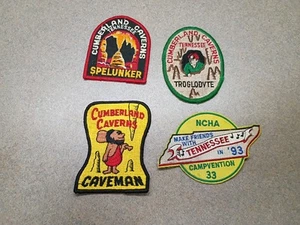 CUMBERLAND CAVERNS
TENNESSEE
SPELUNKER
CUMBERLAND CAVERNS
TENNESSEE
TROGLODYTE
CUMBERLAND
CAVERNS
CAVEMAN
NCHA
MAKE FRIENDS
WITH
TENNESSEE
IN '93
CAMPVENTION
33